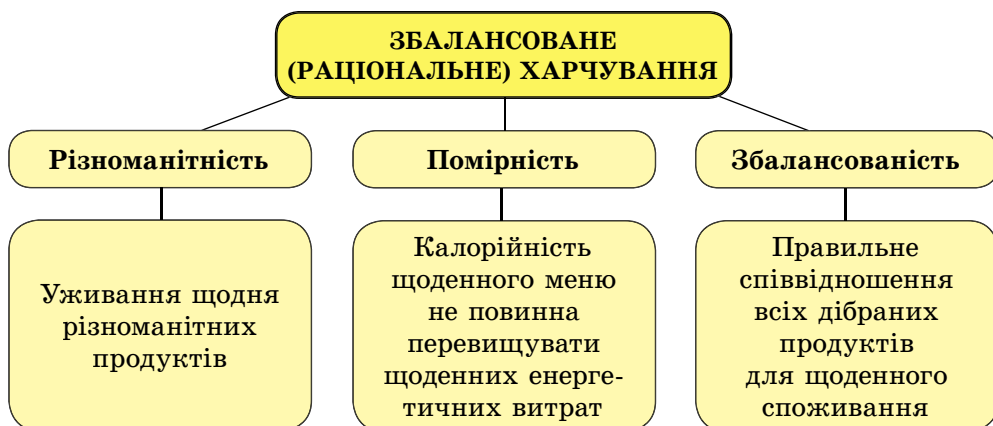 ЗБАЛАНСОВАНЕ
(РАЦІОНАЛЬНЕ) ХАРЧУВАННЯ
Різноманітність
Помірність
Збалансованість
Уживання щодня
різноманітних
продуктів
Калорійність
щоденного меню
не повинна
перевищувати
щоденних енерге-
тичних витрат
Правильне
співвідношення
всіх дібраних
продуктів
для щоденного
споживання